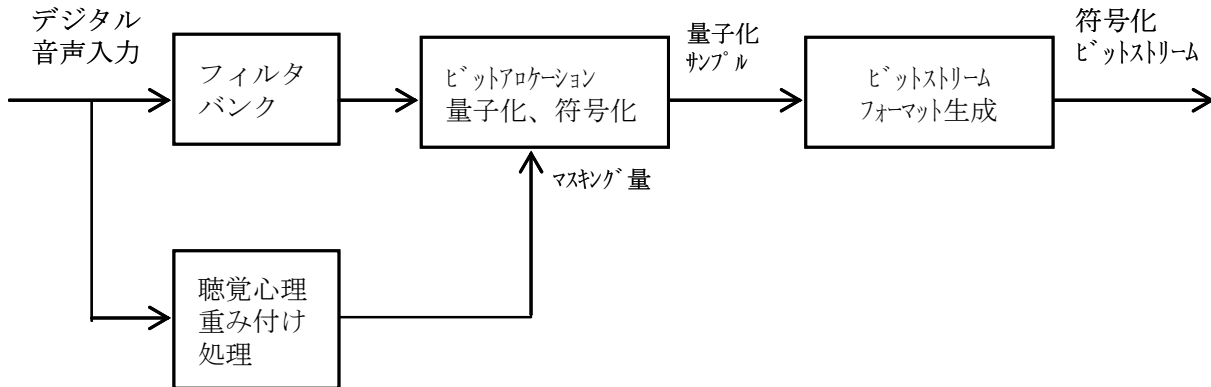 デジタル
音声入力
フィルタ
バンク
ビットアロケーション
量子化、符号化
量子化
サンプル
ビットストリーム
フォーマット生成
符号化
ビットストリーム
マスキング量
聴覚心理
重み付け
処理